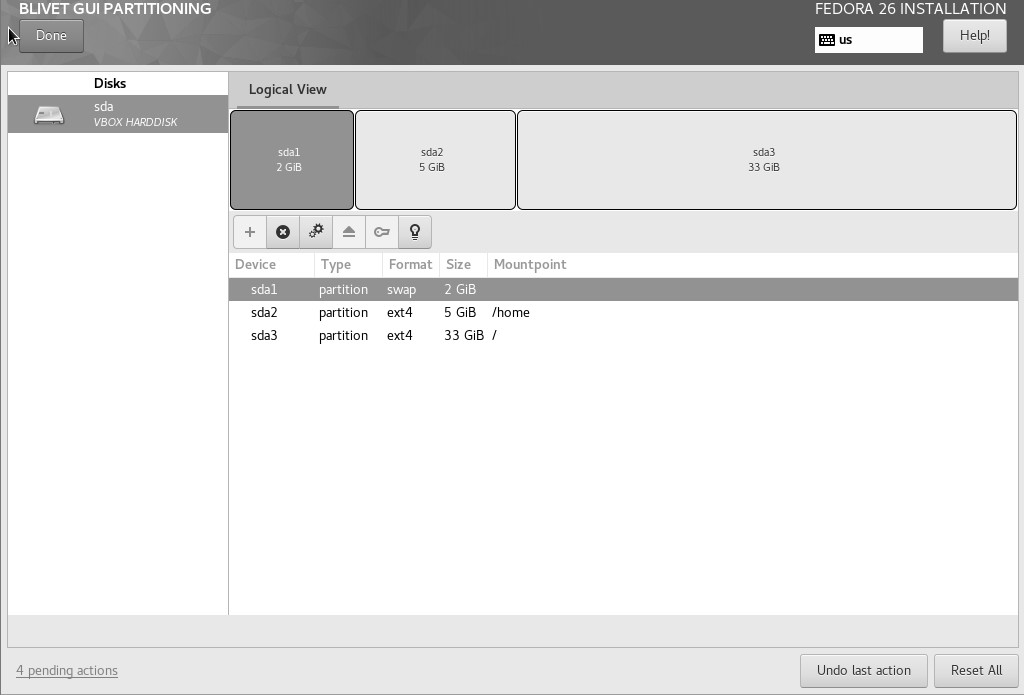 BLIVET GUI PARTITIONING
FEDORA 26 INSTALLATION
Done
us
Help!
Disks
sda
VBOX HARDDISK
Logical View
sda1
2 GiB
sda2
5 GiB
sda3
33 GiB
Device Type Format Size Mountpoint
sda1 partition swap 2 GiB
sda2 partition ext4 5 GiB /home
sda3 partition ext4 33 GiB /
4 pending actions
Undo last action
Reset All